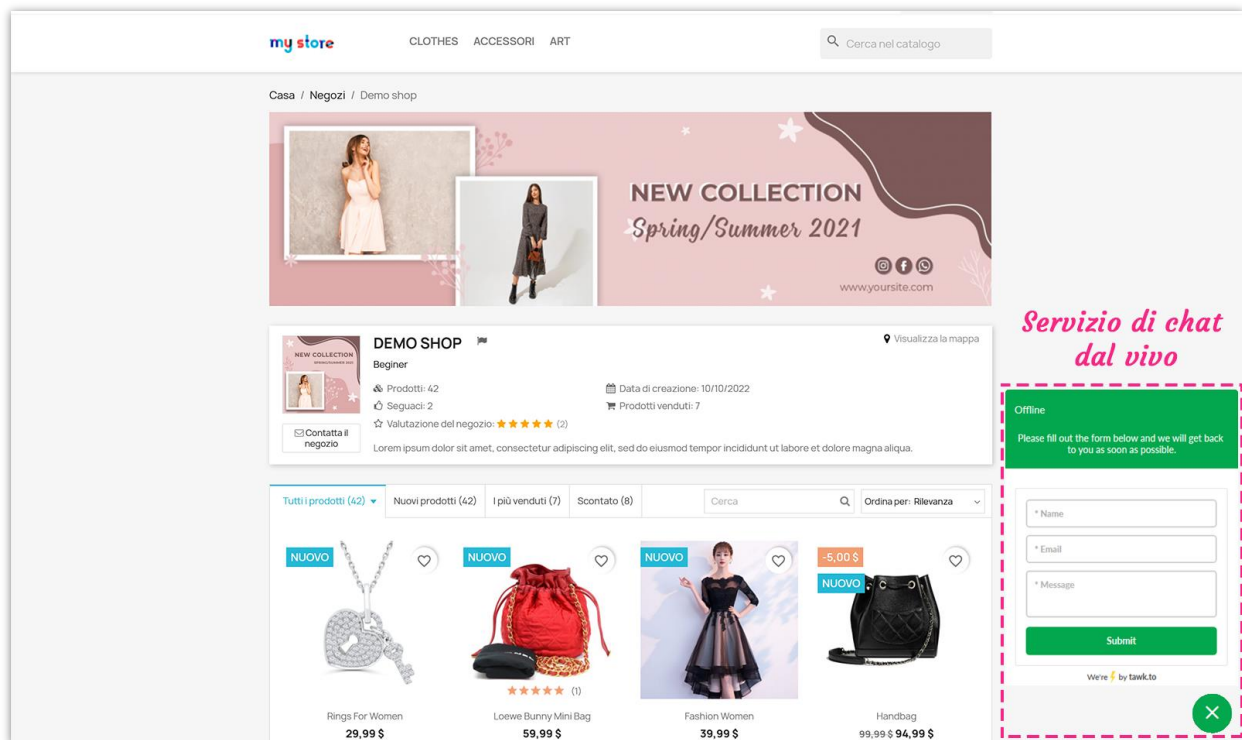 my store
CLOTHES ACCESSORI ART
Cerca nel catalogo
Casa / Negozi / Demo shop
NEW COLLECTION
Spring/Summer 2021
www.yoursite.com
Servizio di chat
dal vivo
NEW COLLECTION
SPRING/SUMMER 2021
DEMO SHOP
Visualizza la mappa
Beginer
Prodotti: 42
Data di creazione: 10/10/2022
Seguaci: 2
Prodotti venduti: 7
Valutazione del negozio: (2)
Contatta il
negozio
Lorem ipsum dolor sit amet, consectetur adipiscing elit, sed do eiusmod tempor incididunt ut labore et dolore magna aliqua.
Offline
Please fill out the form below and we will get back
to you as soon as possible.
* Name
* Email
* Message
Submit
We're by tawk.to
Tutti i prodotti (42) Nuovi prodotti (42) I più venduti (7) Scontato (8)
Cerca
Ordina per: Rilevanza
NUOVO
NUOVO
NUOVO
-5,00 $
NUOVO
(1)
Rings For Women
29,99 $
Loewe Bunny Mini Bag
59,99 $
Fashion Women
39,99 $
Handbag
99,99 $ 94,99 $